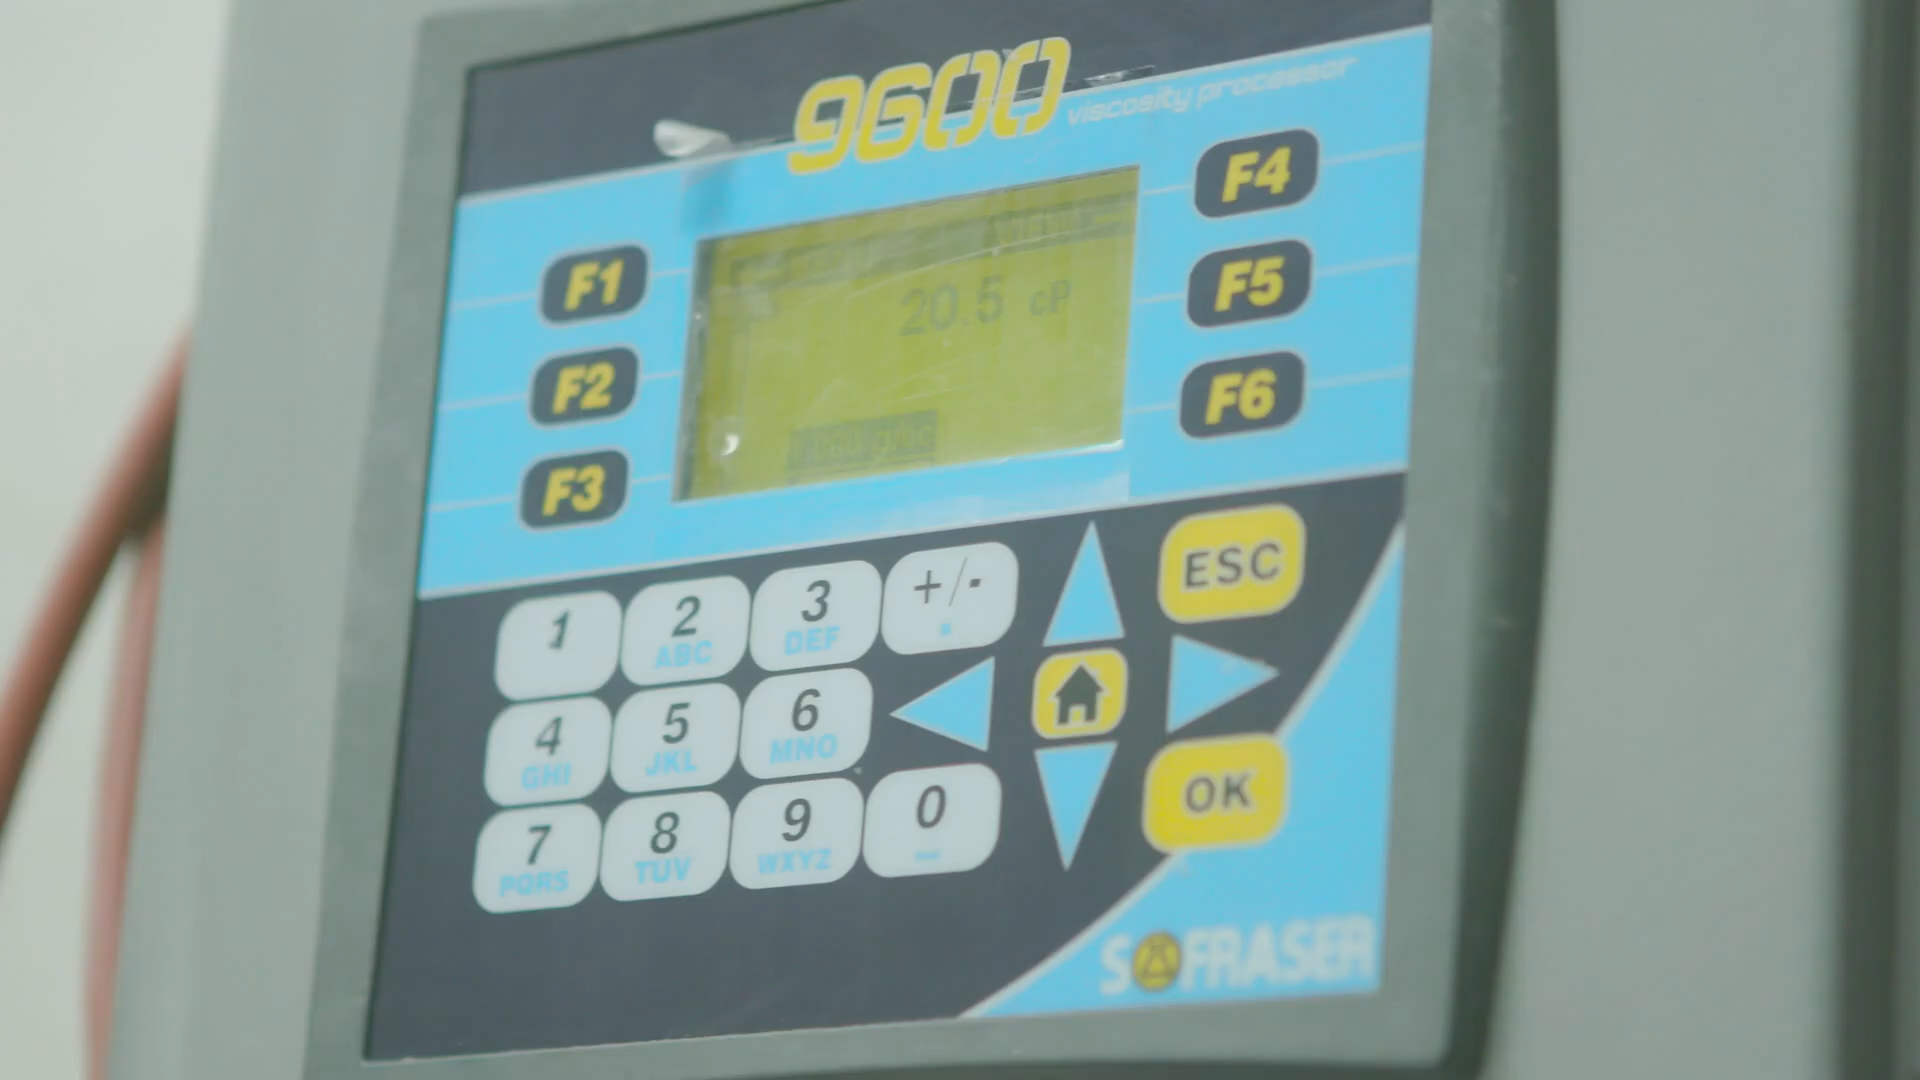 9600 viscosity processor
F1
F2
F3
20.5 cP
F4
F5
F6
1
2 ABC
3 DEF
+/- .
4 GHI
5 JKL
6 MNO
7 PQRS
8 TUV
9 WXYZ
0 _
ESC
OK
SOFRASER